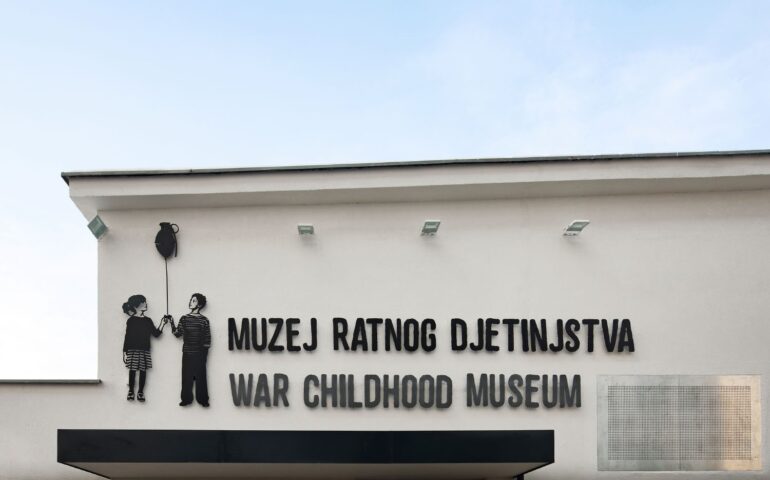 MUZEJ RATNOG DJETINJSTVA
WAR CHILDHOOD MUSEUM